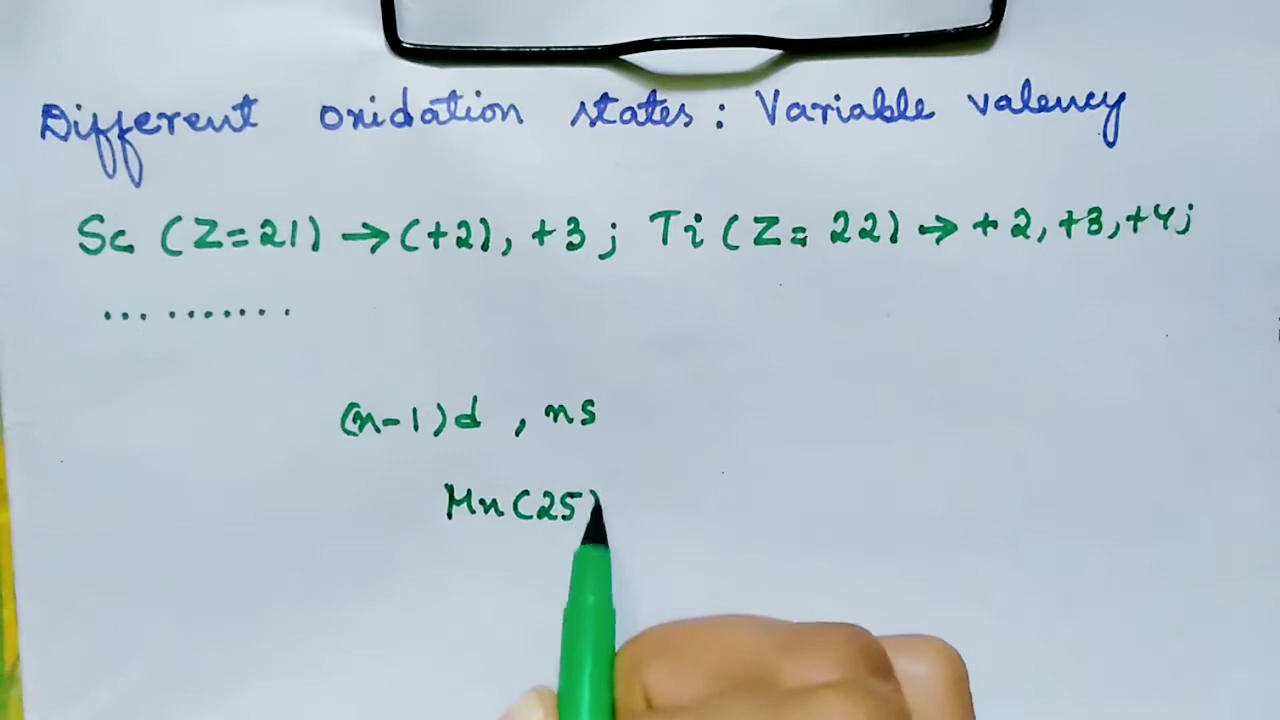 Different oxidation states : Variable valency
Sc (Z=21) → (+2), +3 ; Ti (Z = 22) → +2, +3, +4 ;
... .......
(n-1)d , ns
Mn (25)